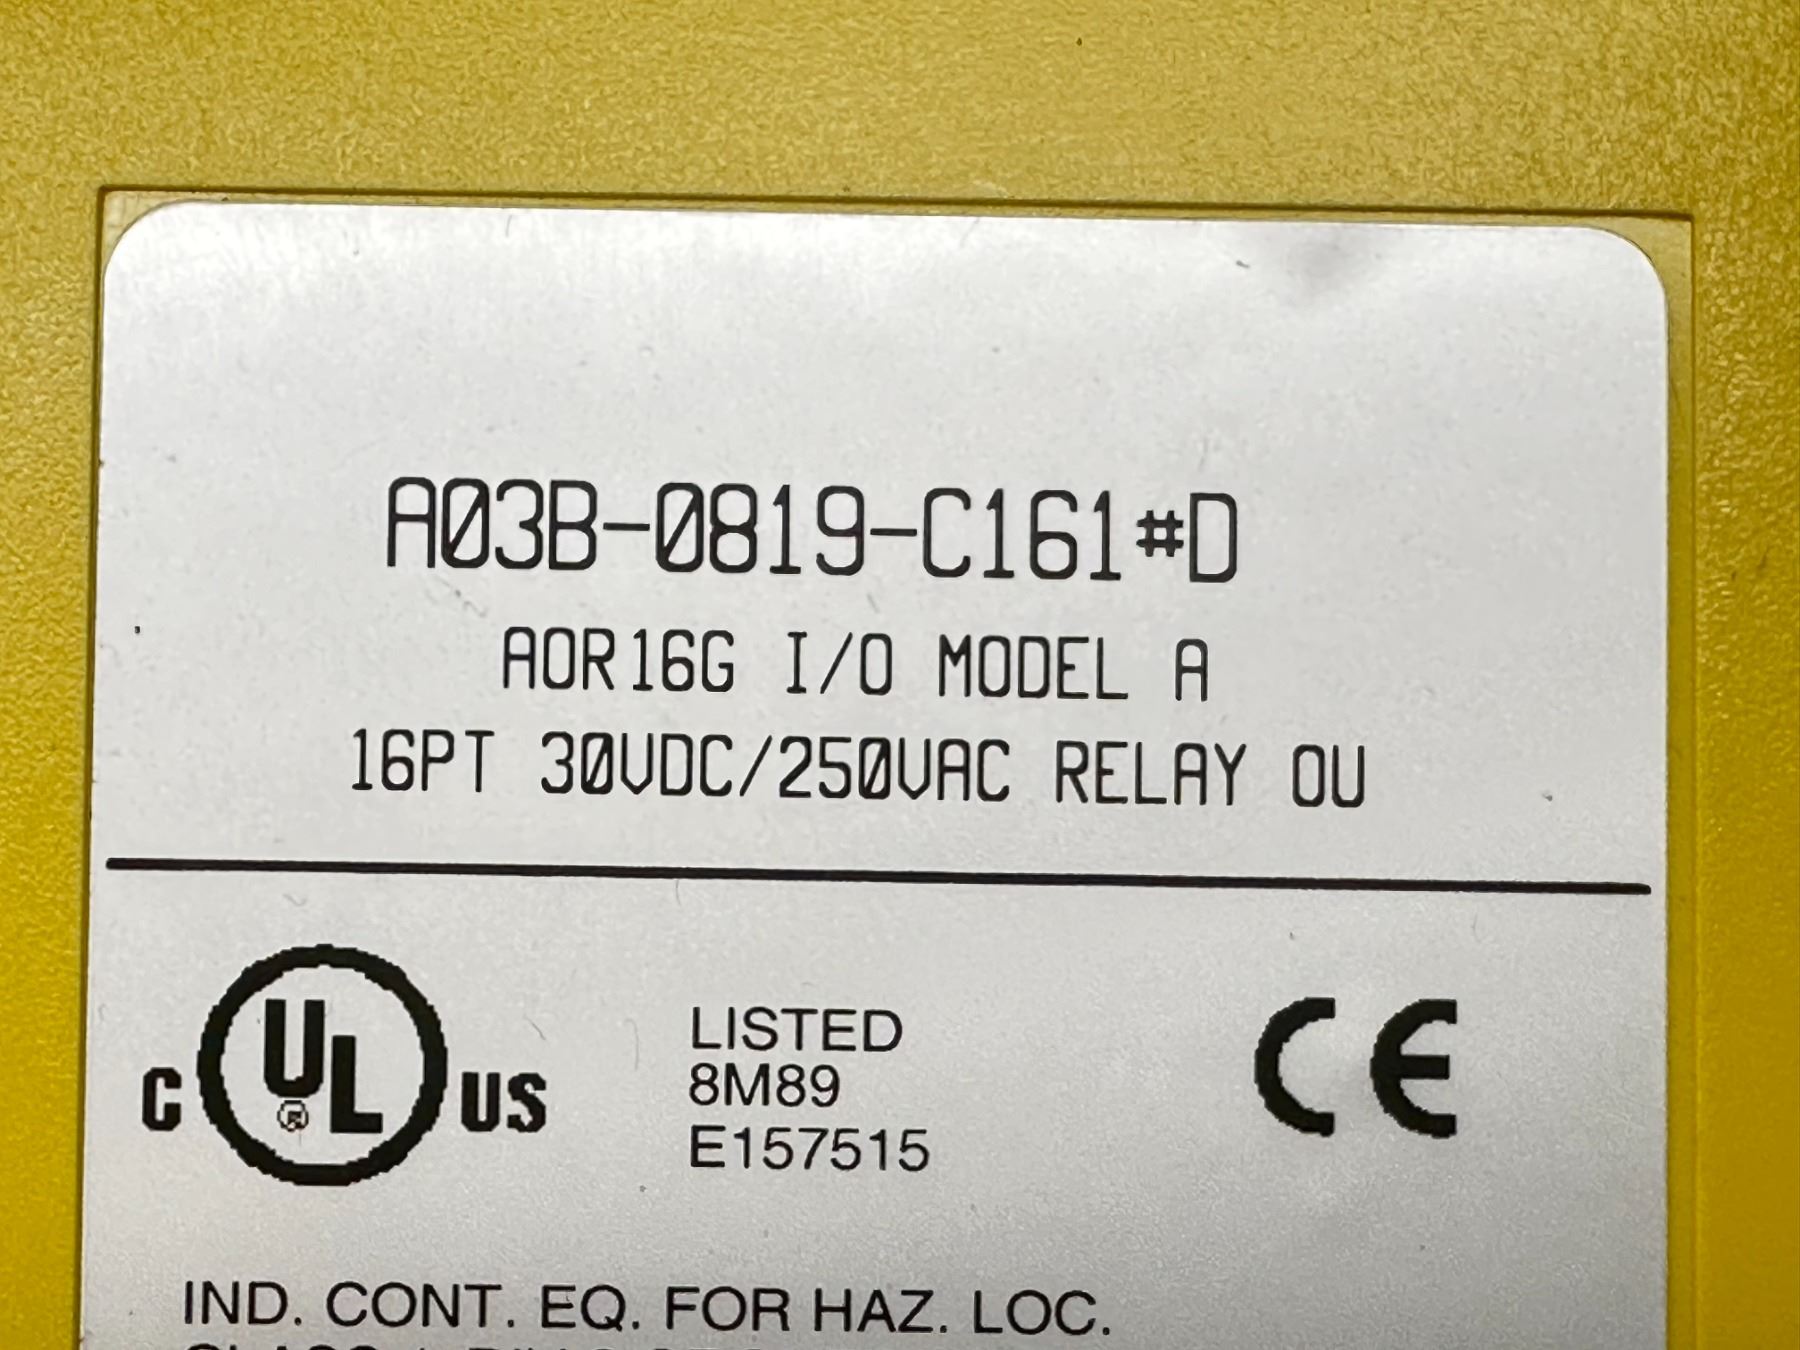 A03B-0819-C161#D
AOR16G I/O MODEL A
16PT 30VDC/250VAC RELAY OU
C UL® US
LISTED
8M89
E157515
CE
IND. CONT. EQ. FOR HAZ. LOC.